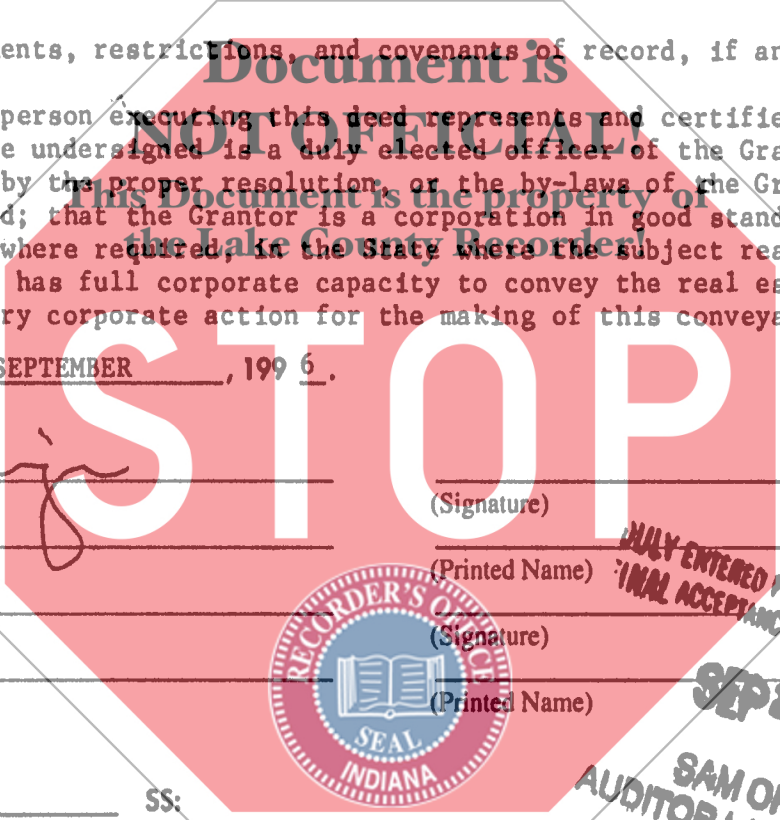 ents, restrictions, and covenants of record, if an
Document is
person executing this deed represents and certifie
NOT OFFICIAL!
e undersigned is a duly elected officer of the Gra
by the proper resolution, or the by-laws of the Gr
This Document is the property of
d; that the Grantor is a corporation in good stand
the Lake County Recorder!
where required, in the State where the subject rea
has full corporate capacity to convey the real es
ry corporate action for the making of this conveya
STOP
SEPTEMBER , 199 6 .
(Signature)
DULY ENTERED
(Printed Name)
FINAL ACCEPTANC
(Signature)
RECORDER'S OFFICE
(Printed Name)
SEP
SEAL
INDIANA
SAM OR
AUDITOR
SS: